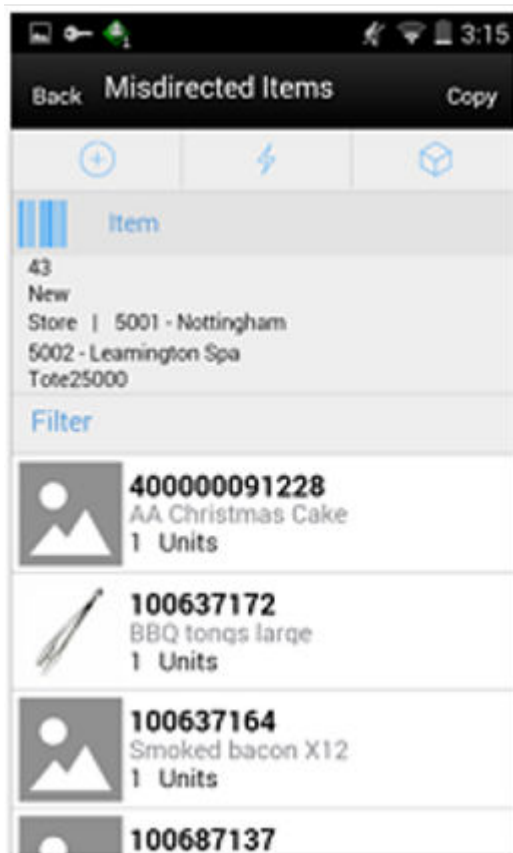 3:15
Back Misdirected Items Copy
Item
43
New
Store | 5001 - Nottingham
5002 - Leamington Spa
Tote25000
Filter
400000091228
AA Christmas Cake
1 Units
100637172
BBQ tongs large
1 Units
100637164
Smoked bacon X12
1 Units
100687137